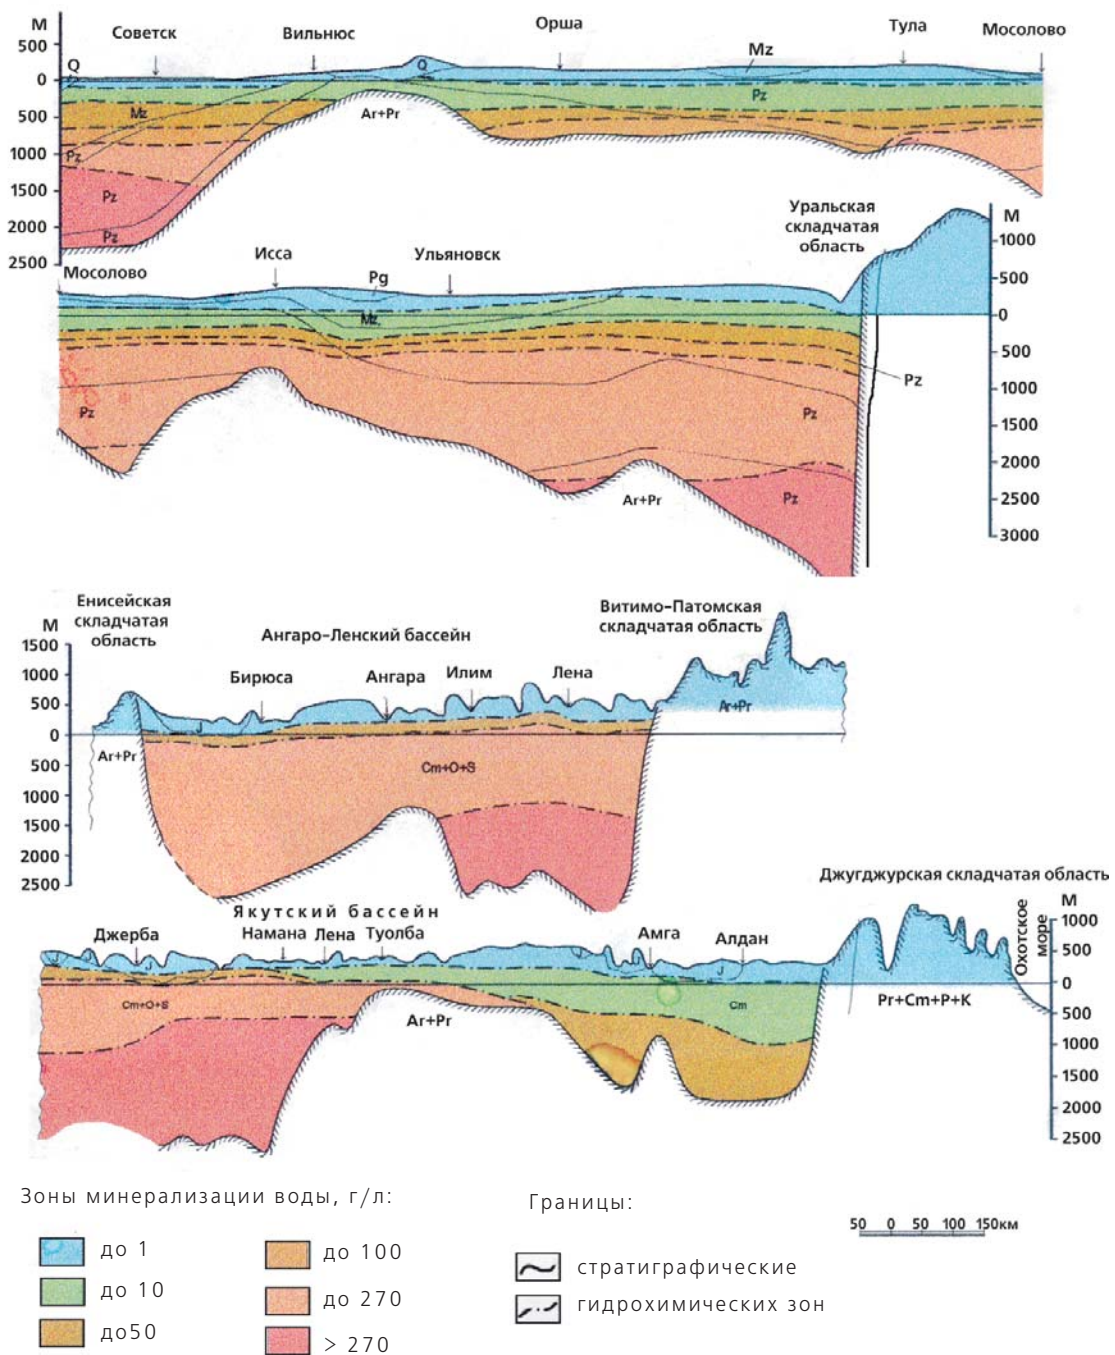 Советск Вильнюс Орша Тула Мосолово
М
500
0
500
1000
1500
2000
2500
Q Q Mz
Mz Pz
Ar+Pr
Pz
Pz
Pz
Уральская
складчатая
область
М
1000
500
0
500
1000
1500
2000
2500
3000
Мосолово Исса Ульяновск
Pg
Mz
Pz
Pz Pz
Ar+Pr Pz
Енисейская
складчатая
область
Ангаро-Ленский бассейн
Витимо-Патомская
складчатая область
М
1500
1000
500
0
500
1000
1500
2000
2500
Бирюса Ангара Илим Лена
J
Ar+Pr Cm+O+S Ar+Pr
Джугджурская складчатая область
Якутский бассейн
Джерба Намана Лена Туолба Амга Алдан
Охотское
море
М
1000
500
0
500
1000
1500
2000
2500
J J J
Cm+O+S Ar+Pr Cm Pr+Cm+P+K
Зоны минерализации воды, г/л:
до 1
до 10
до50
до 100
до 270
> 270
Границы:
стратиграфические
гидрохимических зон
50 0 50 100 150км